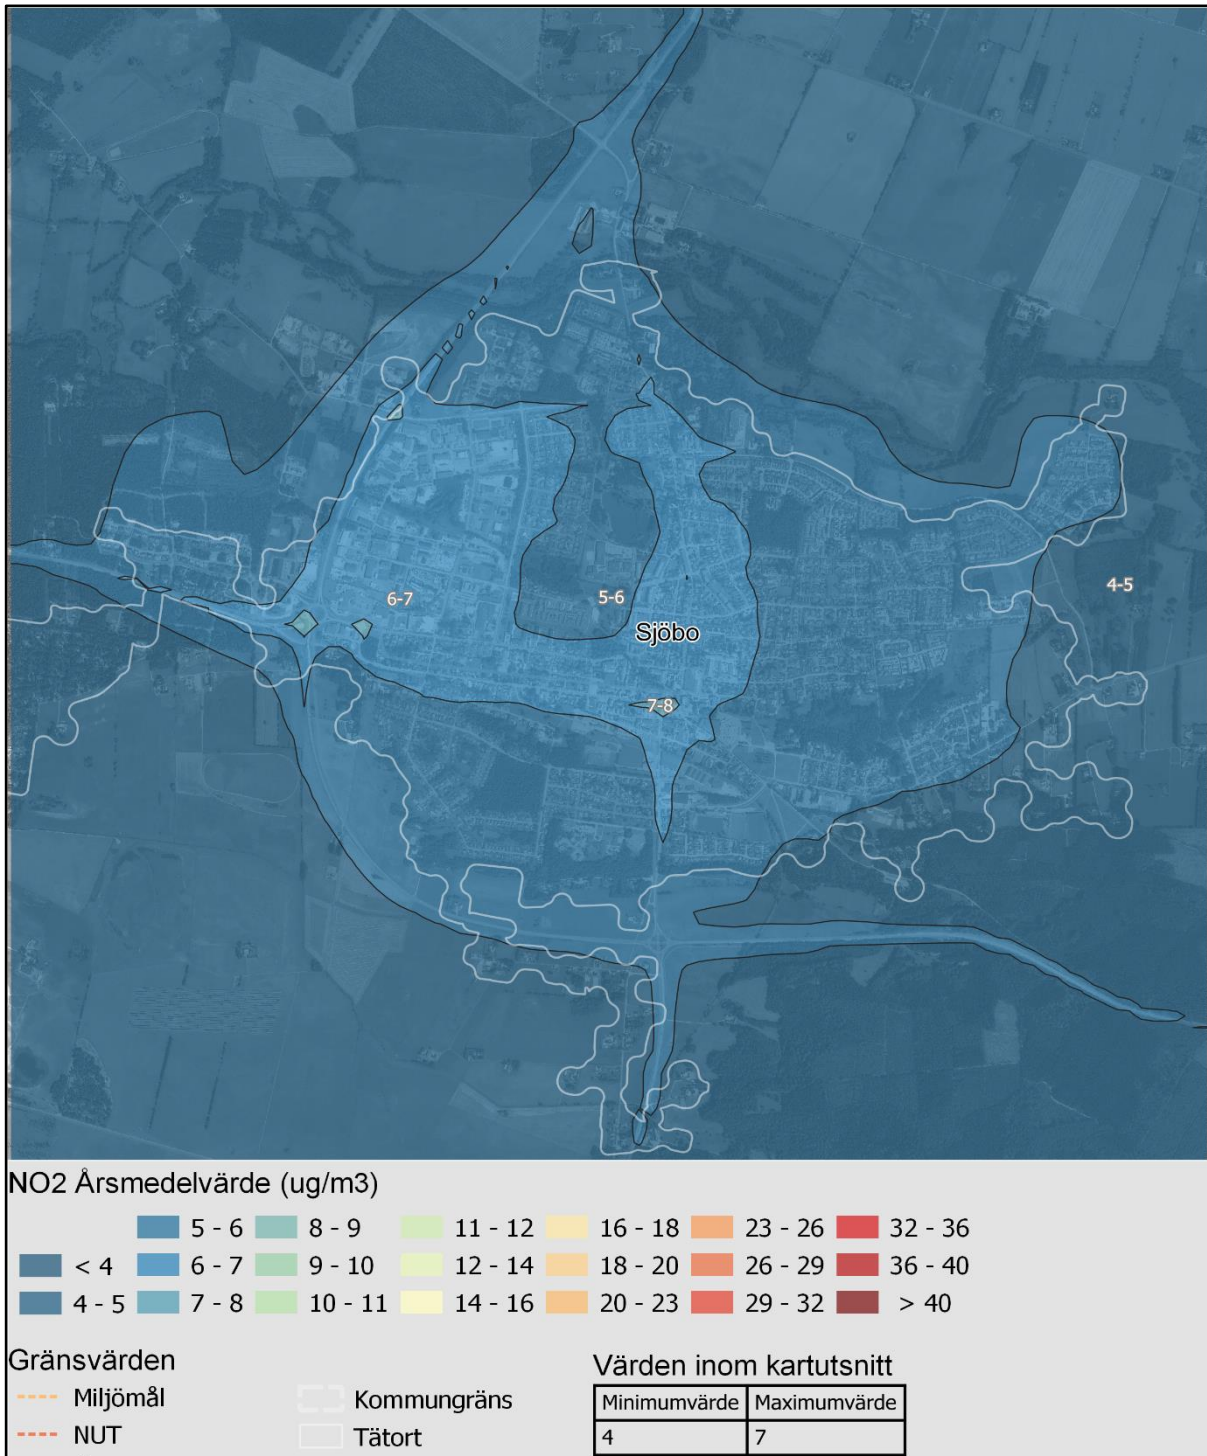 6-7
5-6
4-5
Sjöbo
7-8
NO2 Årsmedelvärde (ug/m3)
5 - 6 8 - 9 11 - 12 16 - 18 23 - 26 32 - 36
< 4 6 - 7 9 - 10 12 - 14 18 - 20 26 - 29 36 - 40
4 - 5 7 - 8 10 - 11 14 - 16 20 - 23 29 - 32 > 40
Gränsvärden
Miljömål
NUT
Kommungräns
Tätort
Värden inom kartutsnitt
Minimumvärde Maximumvärde
4 7